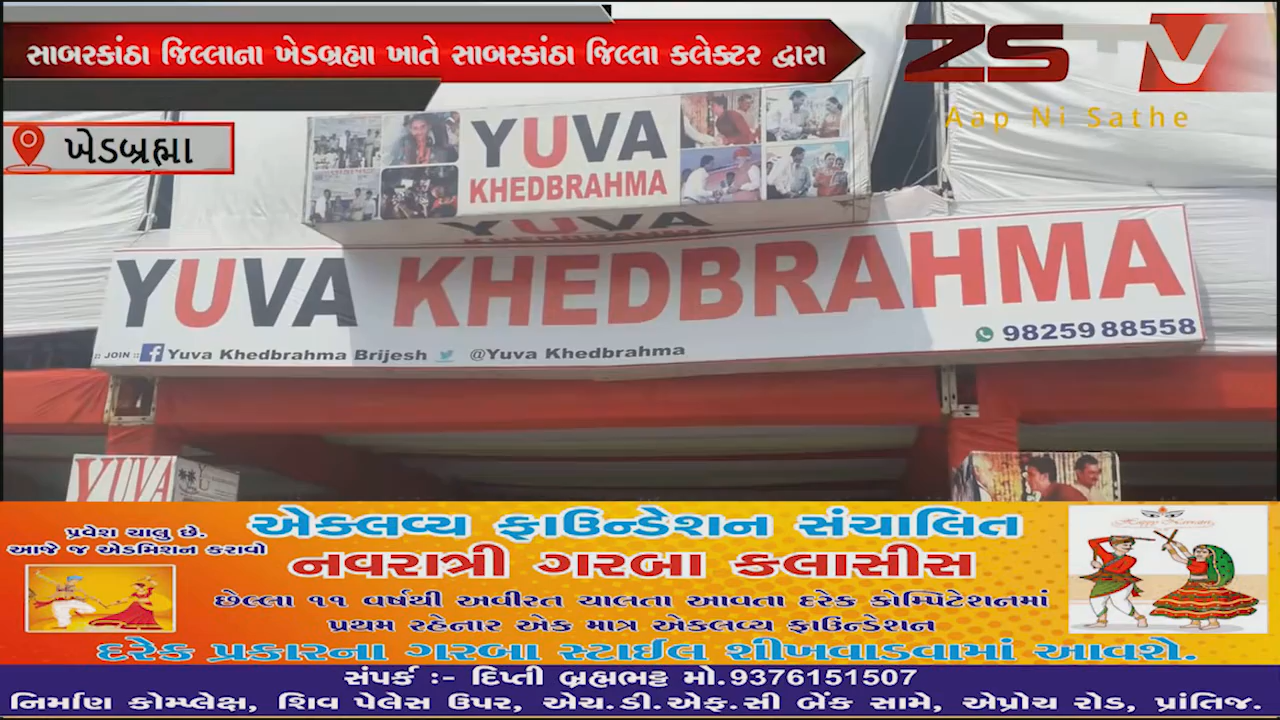 સાબરકાંઠા જિલ્લાના ખેડબ્રહ્મા ખાતે સાબરકાંઠા જિલ્લા કલેક્ટર દ્વારા
ZSTV
Aap Ni Sathe
ખેડબ્રહ્મા
YUVA
KHEDBRAHMA
YUVA
KHEDBRAHMA
YUVA KHEDBRAHMA
:: JOIN :: Yuva Khedbrahma Brijesh @Yuva Khedbrahma
98259 88558
YUVA
પ્રવેશ ચાલુ છે.
આજે જ એડમિશન કરાવો
એકલવ્ય ફાઉન્ડેશન સંચાલિત
નવરાત્રી ગરબા કલાસીસ
છેલ્લા ૧૧ વર્ષથી અવીરત ચાલતા આવતા દરેક કોમ્પિટેશનમાં
પ્રથમ રહેનાર એક માત્ર એકલવ્ય ફાઉન્ડેશન
દરેક પ્રકારના ગરબા સ્ટાઈલ શીખવાડવામાં આવશે.
સંપર્ક :- દિપ્તી બ્રહ્મભટ્ટ મો.9376151507
નિર્માણ કોમ્પ્લેક્ષ, શિવ પેલેસ ઉપર, એચ.ડી.એફ.સી બેંક સામે, એપ્રોચ રોડ, પ્રાંતિજ.